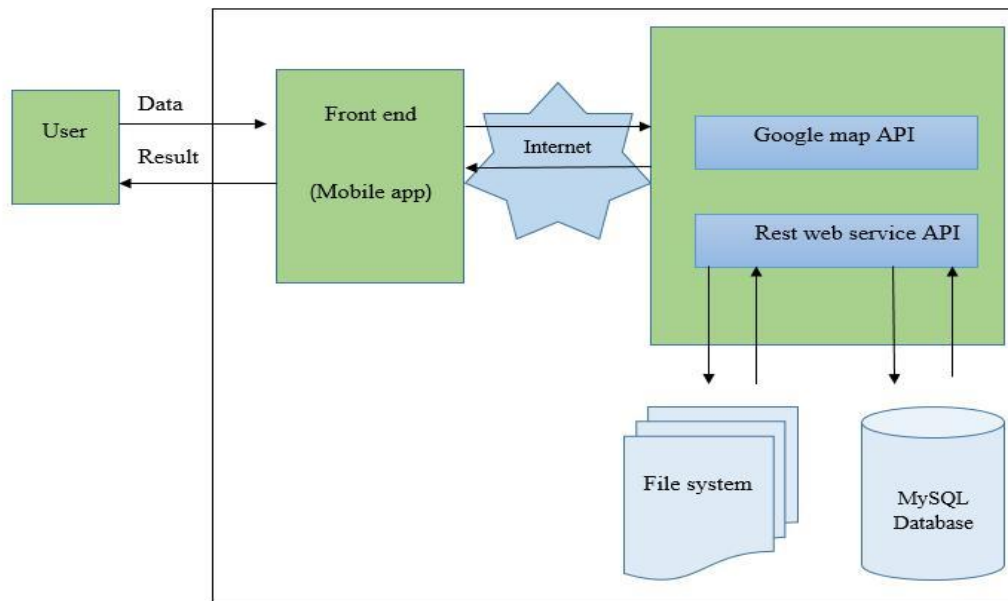 User
Data
Result
Front end
(Mobile app)
Internet
Google map API
Rest web service API
File system
MySQL
Database